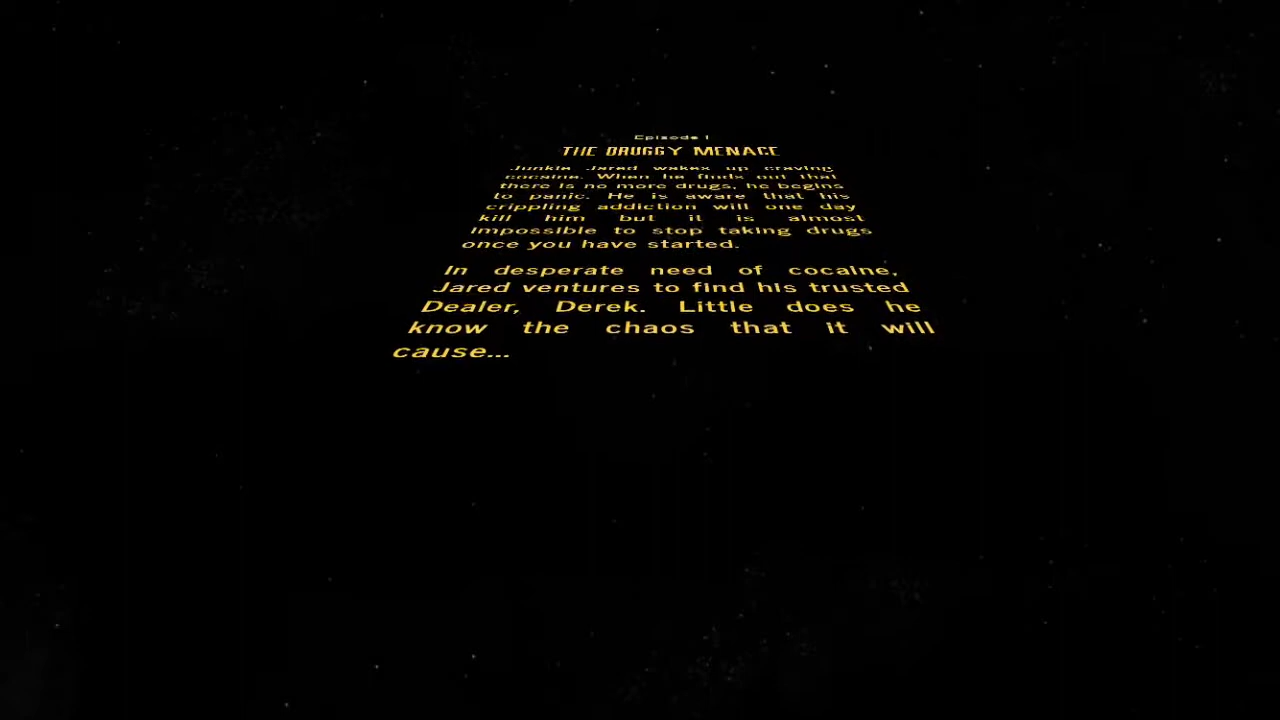 Episode I
THE DRUGGY MENACE
Junkie Jared wakes up craving
cocaine. When he finds out that
there is no more drugs, he begins
to panic. He is aware that his
crippling addiction will one day
kill him but it is almost
impossible to stop taking drugs
once you have started.
In desperate need of cocaine,
Jared ventures to find his trusted
Dealer, Derek. Little does he
know the chaos that it will
cause...